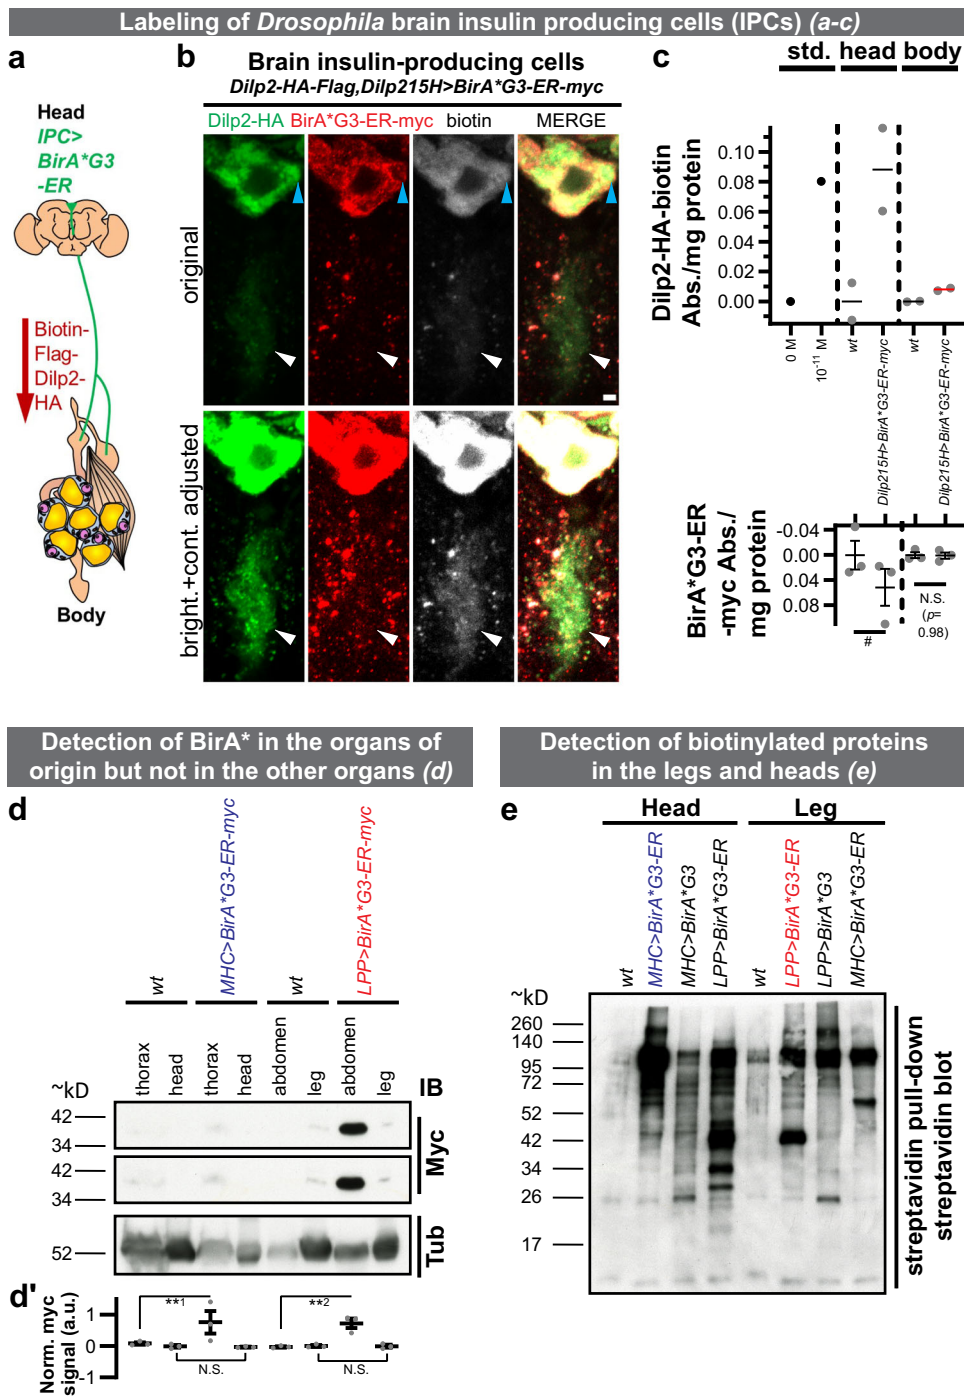 Labeling of Drosophila brain insulin producing cells (IPCs) (a-c)
a
Head
IPC>
BirA*G3
-ER
Biotin-
Flag-
Dilp2-
HA
Body
b
Brain insulin-producing cells
Dilp2-HA-Flag,Dilp215H>BirA*G3-ER-myc
Dilp2-HA BirA*G3-ER-myc biotin MERGE
original
bright.+cont. adjusted
c
std. head body
Dilp2-HA-biotin
Abs./mg protein
0.10
0.08
0.06
0.04
0.02
0.00
0 M
10⁻¹¹ M
wt
Dilp215H>BirA*G3-ER-myc
wt
Dilp215H>BirA*G3-ER-myc
BirA*G3-ER
-myc Abs./
mg protein
-0.04
0.00
0.04
0.08
#
N.S.
(p=
0.98)
Detection of BirA* in the organs of
origin but not in the other organs (d)
d
wt
MHC>BirA*G3-ER-myc
wt
LPP>BirA*G3-ER-myc
thorax
head
thorax
head
abdomen
leg
abdomen
leg
IB
~kD
42
34
42
34
Myc
52
Tub
d'
Norm. myc
signal (a.u.)
1
0
-1
**1
**2
N.S.
N.S.
Detection of biotinylated proteins
in the legs and heads (e)
e
Head Leg
wt
MHC>BirA*G3-ER
MHC>BirA*G3
LPP>BirA*G3-ER
wt
LPP>BirA*G3-ER
LPP>BirA*G3
MHC>BirA*G3-ER
~kD
260
140
95
72
52
42
34
26
17
streptavidin pull-down
streptavidin blot